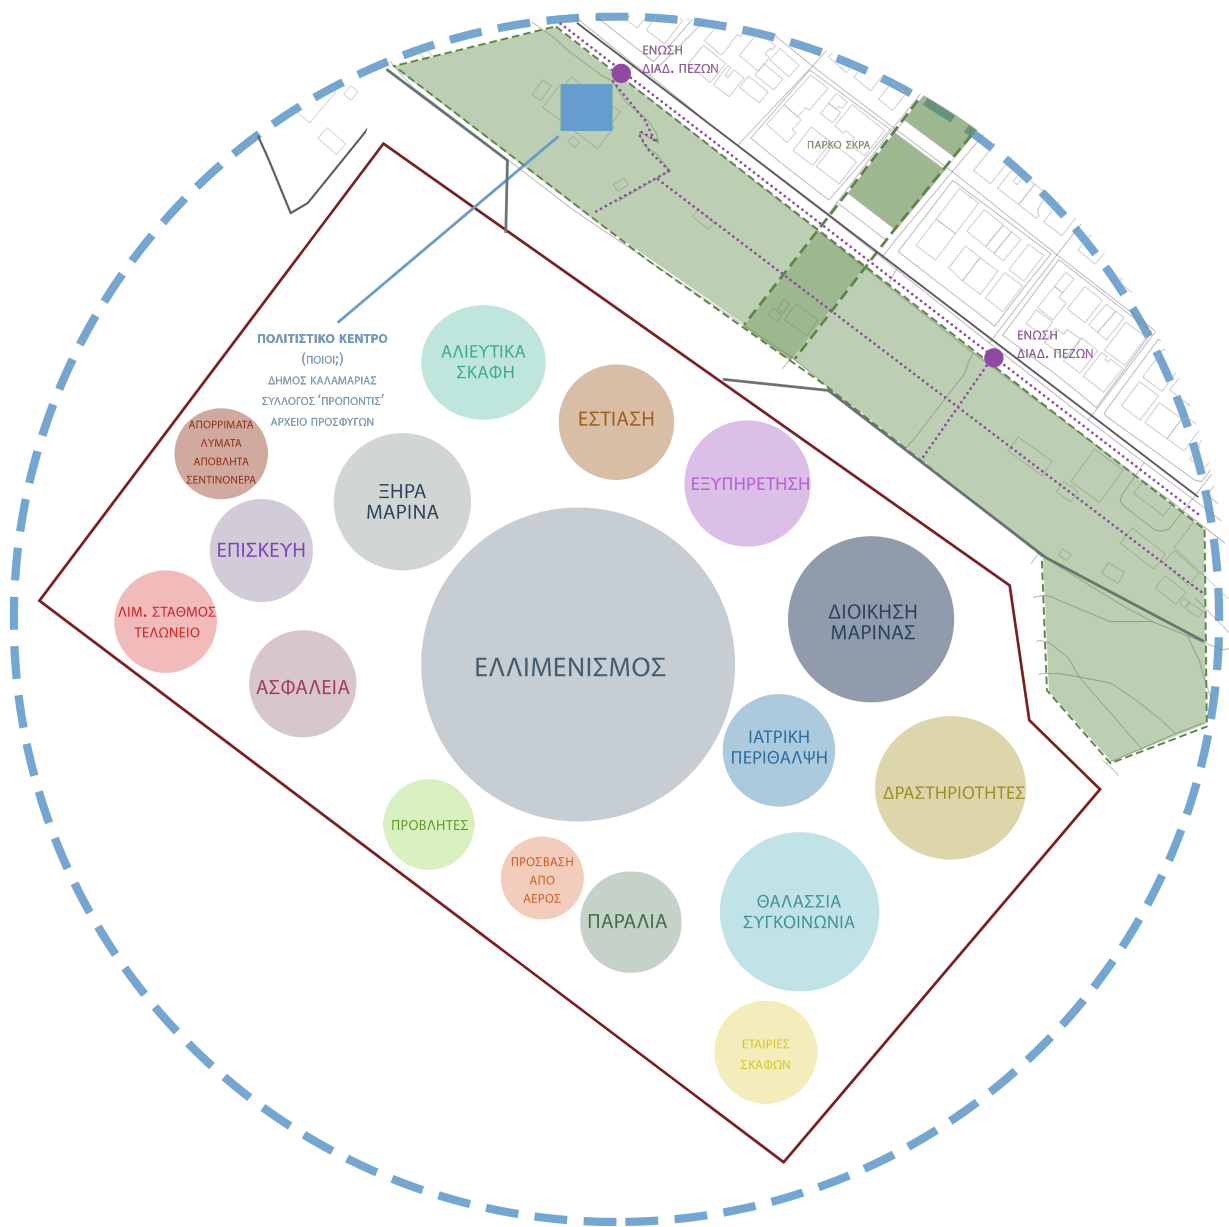 ΕΝΩΣΗ
ΔΙΑΔ. ΠΕΖΩΝ
ΠΑΡΚΟ ΣΚΡΑ
ΕΝΩΣΗ
ΔΙΑΔ. ΠΕΖΩΝ
ΠΟΛΙΤΙΣΤΙΚΟ ΚΕΝΤΡΟ
(ΠΟΙΟΙ;)
ΔΗΜΟΣ ΚΑΛΑΜΑΡΙΑΣ
ΣΥΛΛΟΓΟΣ ‘ΠΡΟΠΟΝΤΙΣ’
ΑΡΧΕΙΟ ΠΡΟΣΦΥΓΩΝ
ΑΛΙΕΥΤΙΚΑ
ΣΚΑΦΗ
ΕΣΤΙΑΣΗ
ΑΠΟΡΡΙΜΑΤΑ
ΛΥΜΑΤΑ
ΑΠΟΒΛΗΤΑ
ΣΕΝΤΙΝΟΝΕΡΑ
ΞΗΡΑ
ΜΑΡΙΝΑ
ΕΞΥΠΗΡΕΤΗΣΗ
ΕΠΙΣΚΕΥΗ
ΛΙΜ. ΣΤΑΘΜΟΣ
ΤΕΛΩΝΕΙΟ
ΔΙΟΙΚΗΣΗ
ΜΑΡΙΝΑΣ
ΑΣΦΑΛΕΙΑ
ΕΛΛΙΜΕΝΙΣΜΟΣ
ΙΑΤΡΙΚΗ
ΠΕΡΙΘΑΛΨΗ
ΔΡΑΣΤΗΡΙΟΤΗΤΕΣ
ΠΡΟΒΛΗΤΕΣ
ΠΡΟΣΒΑΣΗ
ΑΠΟ
ΑΕΡΟΣ
ΠΑΡΑΛΙΑ
ΘΑΛΑΣΣΙΑ
ΣΥΓΚΟΙΝΩΝΙΑ
ΕΤΑΙΡΙΕΣ
ΣΚΑΦΩΝ